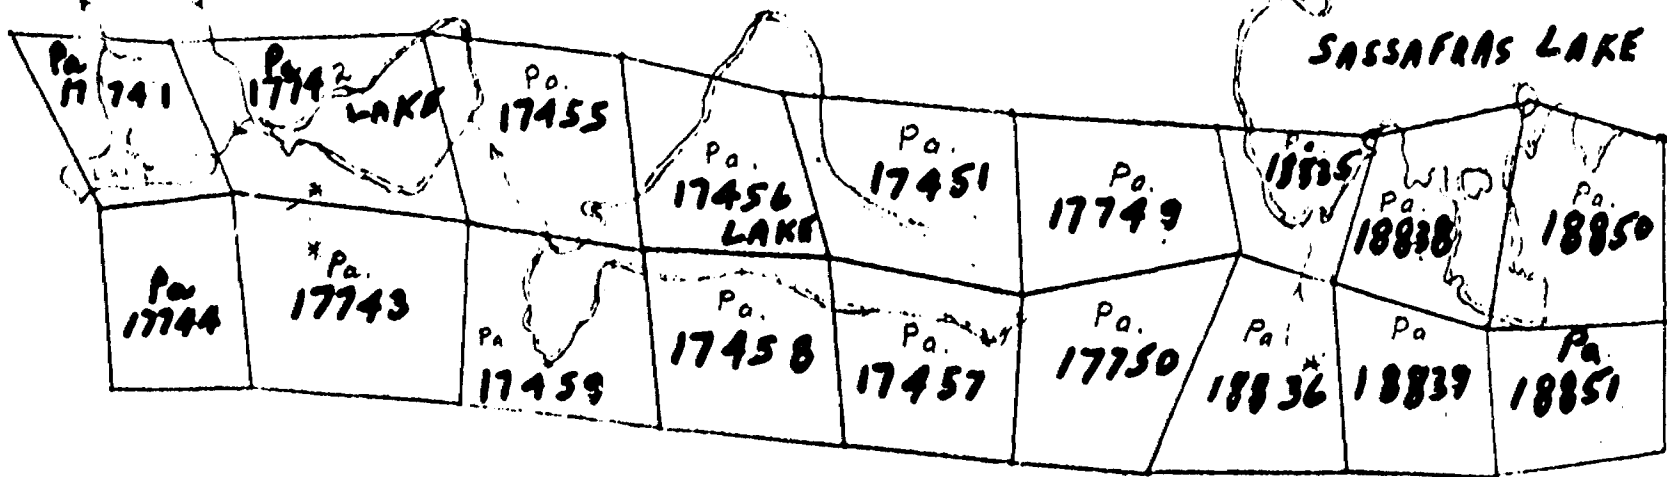 SASSAFRAS LAKE
Pa
17741
Pa
17742
LAKE
Pa.
17455
Pa.
17456
LAKE
Pa.
17451
Pa.
17749
18835
Pa.
18838
Pa.
18850
Pa
17744
Pa.
17743
Pa
17459
Pa.
17458
Pa.
17457
Pa.
17750
Pa
18836
Pa
18839
Pa
18851